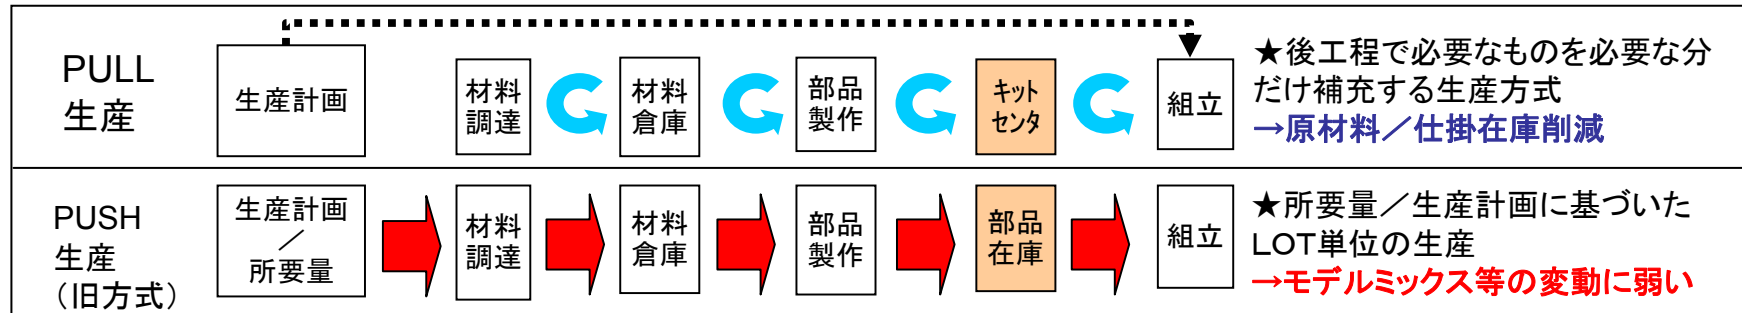 PULL
生産
生産計画
材料
調達
材料
倉庫
部品
製作
キット
センタ
組立
★後工程で必要なものを必要な分
だけ補充する生産方式
→原材料／仕掛在庫削減
PUSH
生産
（旧方式）
生産計画
／
所要量
材料
調達
材料
倉庫
部品
製作
部品
在庫
組立
★所要量／生産計画に基づいた
LOT単位の生産
→モデルミックス等の変動に弱い